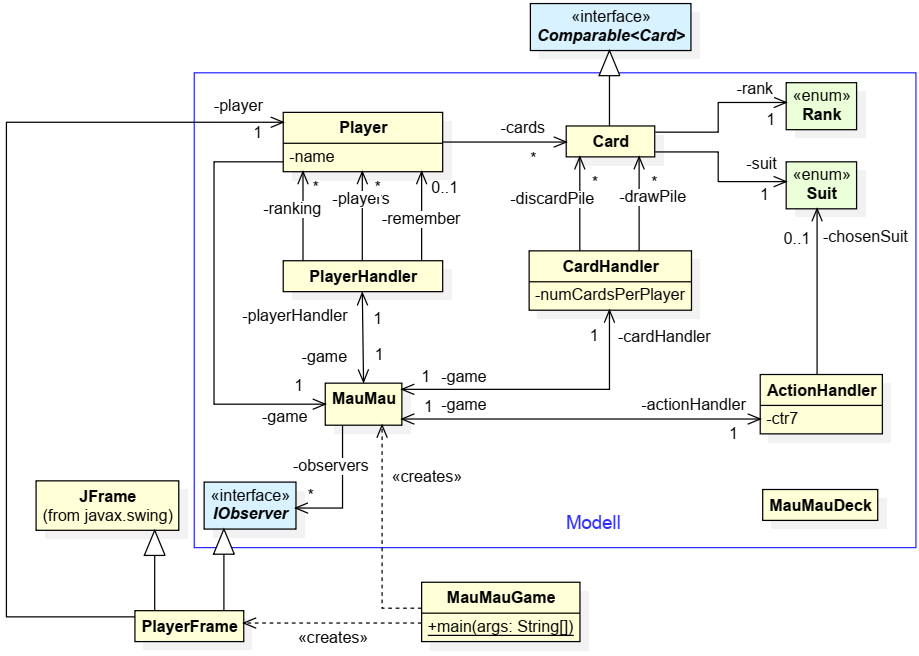 «interface»
Comparable<Card>
-player
1
Player
-name
-cards
*
Card
-rank
1
«enum»
Rank
-suit
1
«enum»
Suit
*
-ranking
*
-players
0..1
-remember
*
-discardPile
*
-drawPile
0..1
-chosenSuit
PlayerHandler
CardHandler
-numCardsPerPlayer
-playerHandler
1
1
-cardHandler
-game
1
1
-game
1
-game
MauMau
1
-game
-actionHandler
1
ActionHandler
-ctr7
-observers
*
«creates»
JFrame
(from javax.swing)
«interface»
IObserver
MauMauDeck
Modell
PlayerFrame
«creates»
MauMauGame
+main(args: String[])